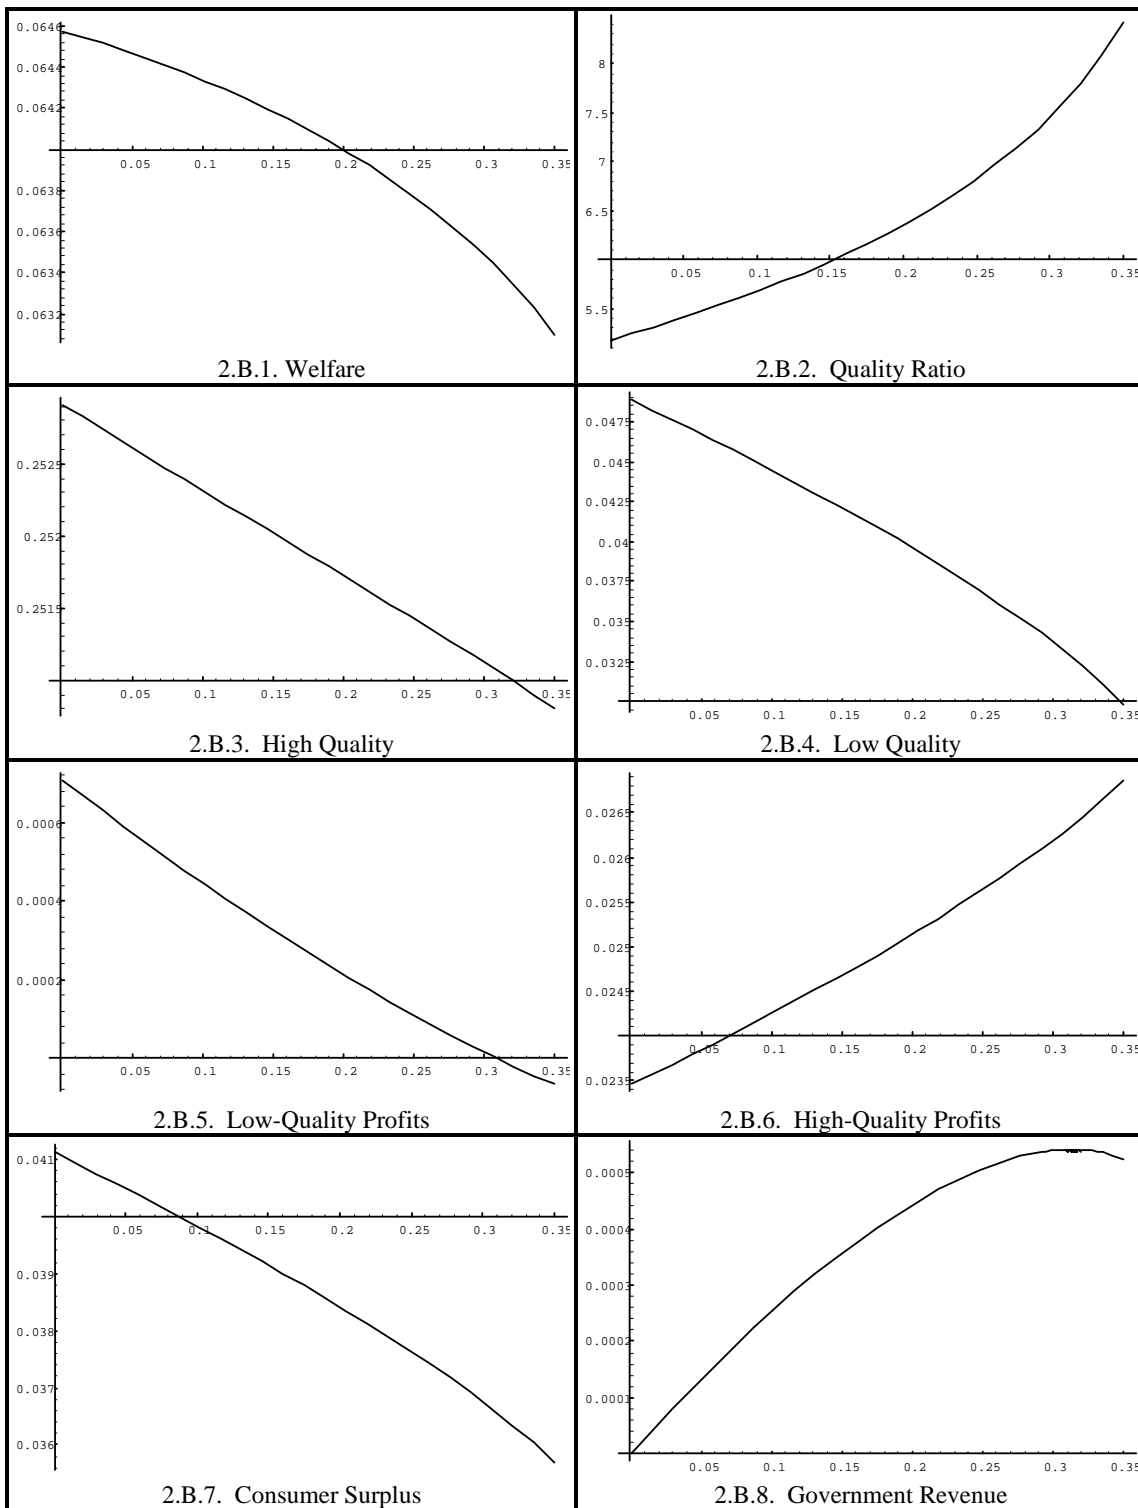 0.0646
0.0644
0.0642
0.05 0.1 0.15 0.2 0.25 0.3 0.35
0.0638
0.0636
0.0634
0.0632
2.B.1. Welfare
8
7.5
7
6.5
0.05 0.1 0.15 0.2 0.25 0.3 0.35
5.5
2.B.2. Quality Ratio
0.2525
0.252
0.2515
0.05 0.1 0.15 0.2 0.25 0.3 0.35
2.B.3. High Quality
0.0475
0.045
0.0425
0.04
0.0375
0.035
0.0325
0.05 0.1 0.15 0.2 0.25 0.3 0.35
2.B.4. Low Quality
0.0006
0.0004
0.0002
0.05 0.1 0.15 0.2 0.25 0.3 0.35
2.B.5. Low-Quality Profits
0.0265
0.026
0.0255
0.025
0.0245
0.05 0.1 0.15 0.2 0.25 0.3 0.35
0.0235
2.B.6. High-Quality Profits
0.041
0.05 0.1 0.15 0.2 0.25 0.3 0.35
0.039
0.038
0.037
0.036
2.B.7. Consumer Surplus
0.0005
0.0004
0.0003
0.0002
0.0001
0.05 0.1 0.15 0.2 0.25 0.3 0.35
2.B.8. Government Revenue